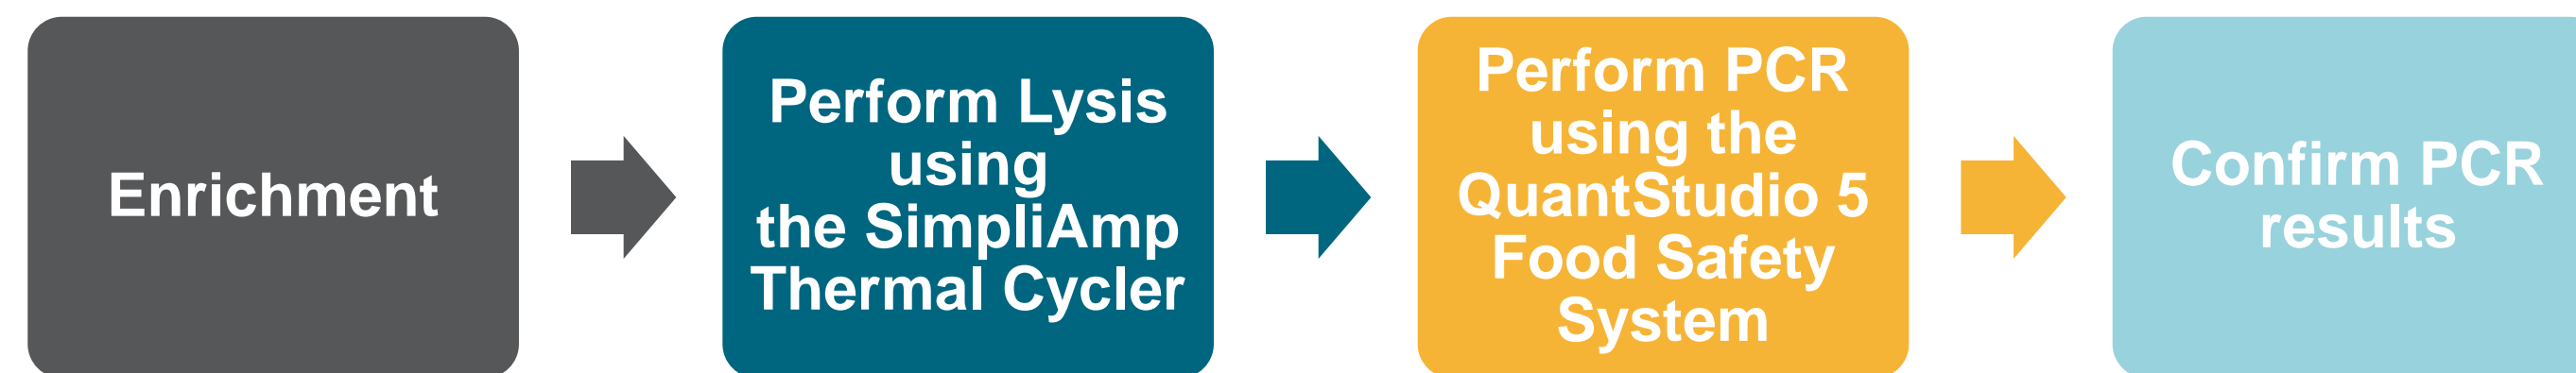 Enrichment
Perform Lysis
using
the SimpliAmp
Thermal Cycler
Perform PCR
using the
QuantStudio 5
Food Safety
System
Confirm PCR
results